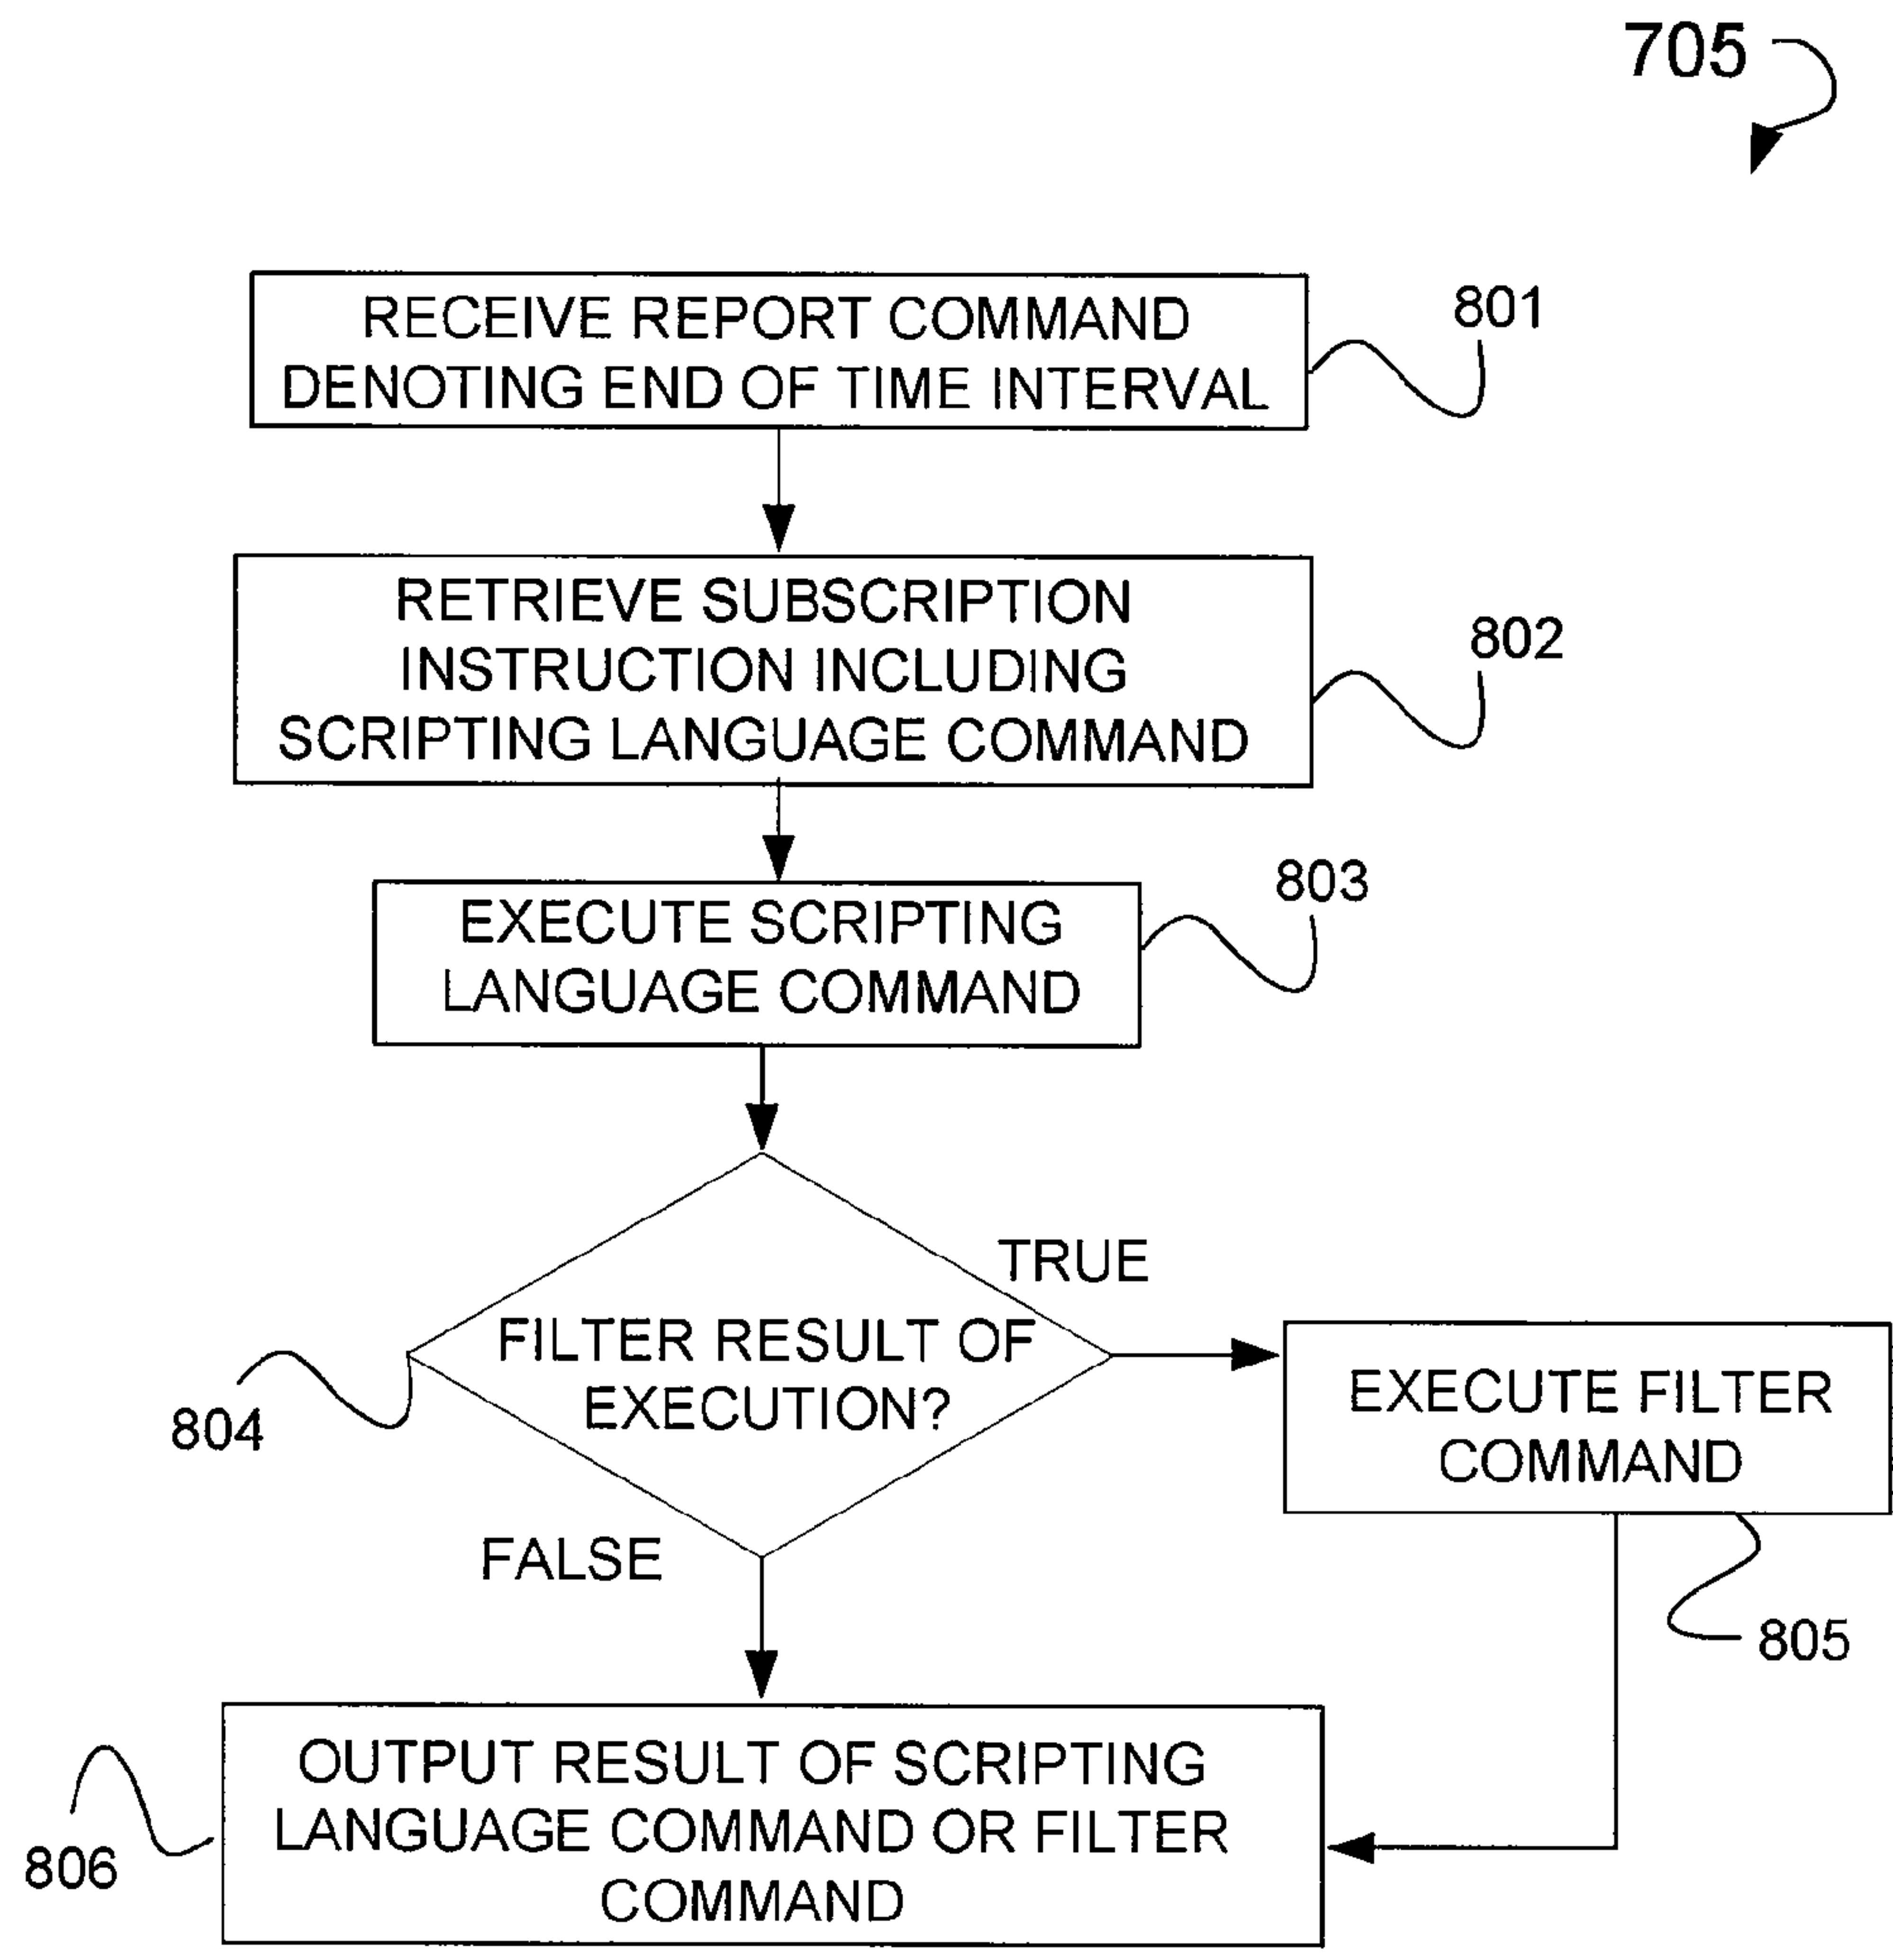 705
RECEIVE REPORT COMMAND
DENOTING END OF TIME INTERVAL
801
RETRIEVE SUBSCRIPTION
INSTRUCTION INCLUDING
SCRIPTING LANGUAGE COMMAND
802
EXECUTE SCRIPTING
LANGUAGE COMMAND
803
FILTER RESULT OF
EXECUTION?
804
TRUE
EXECUTE FILTER
COMMAND
805
FALSE
OUTPUT RESULT OF SCRIPTING
LANGUAGE COMMAND OR FILTER
COMMAND
806